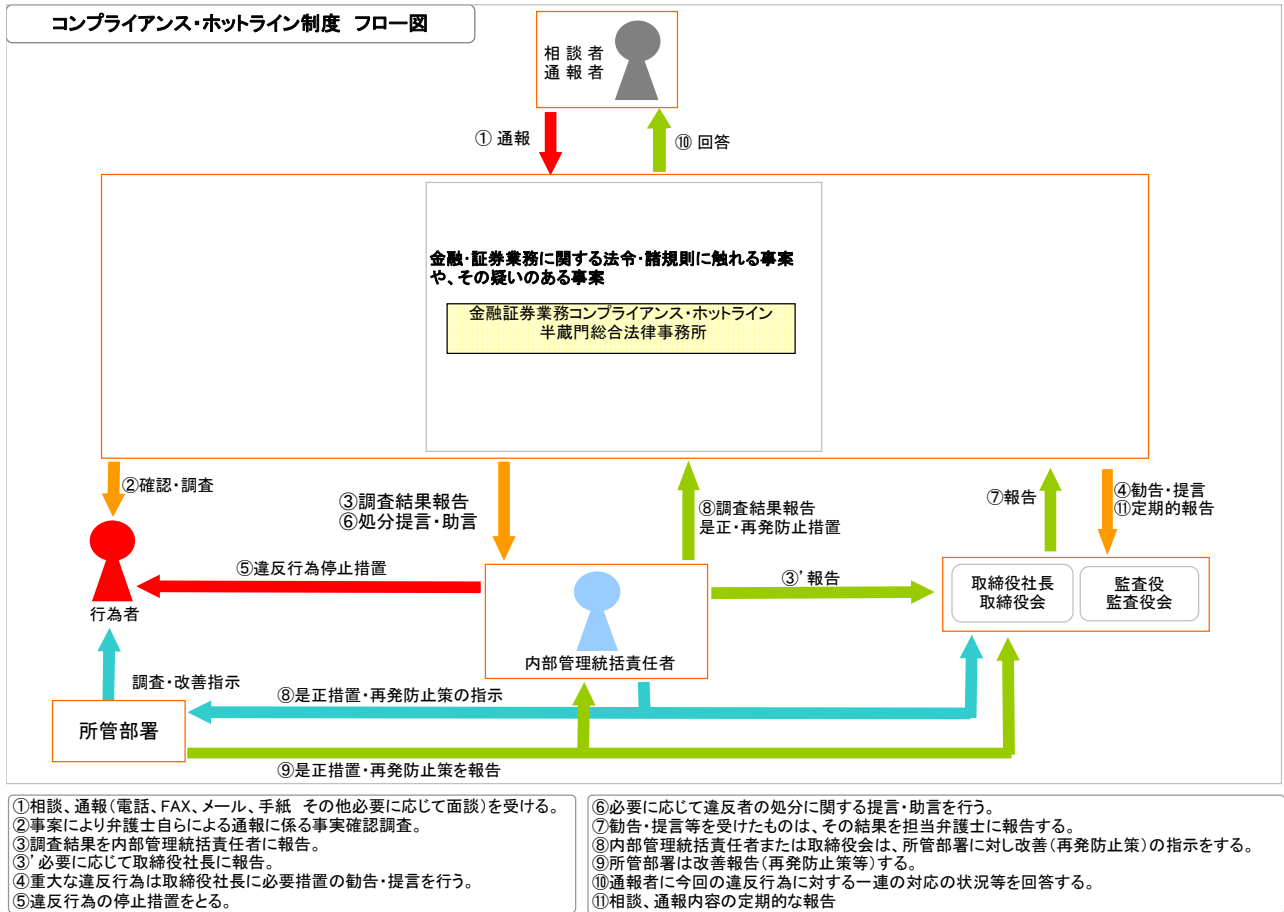 コンプライアンス・ホットライン制度 フロー図
相 談 者
通 報 者
① 通報
⑩ 回答
金融・証券業務に関する法令・諸規則に触れる事案
や、その疑いのある事案
金融証券業務コンプライアンス・ホットライン
半蔵門総合法律事務所
②確認・調査
③調査結果報告
⑥処分提言・助言
⑧調査結果報告
是正・再発防止措置
⑦報告
④勧告・提言
⑪定期的報告
⑤違反行為停止措置
③’報告
取締役社長
取締役会
監査役
監査役会
行為者
内部管理統括責任者
調査・改善指示
⑧是正措置・再発防止策の指示
所管部署
⑨是正措置・再発防止策を報告
①相談、通報(電話、FAX、メール、手紙 その他必要に応じて面談)を受ける。
②事案により弁護士自らによる通報に係る事実確認調査。
③調査結果を内部管理統括責任者に報告。
③’必要に応じて取締役社長に報告。
④重大な違反行為は取締役社長に必要措置の勧告・提言を行う。
⑤違反行為の停止措置をとる。
⑥必要に応じて違反者の処分に関する提言・助言を行う。
⑦勧告・提言等を受けたものは、その結果を担当弁護士に報告する。
⑧内部管理統括責任者または取締役会は、所管部署に対し改善(再発防止策)の指示をする。
⑨所管部署は改善報告(再発防止策等)する。
⑩通報者に今回の違反行為に対する一連の対応の状況等を回答する。
⑪相談、通報内容の定期的な報告